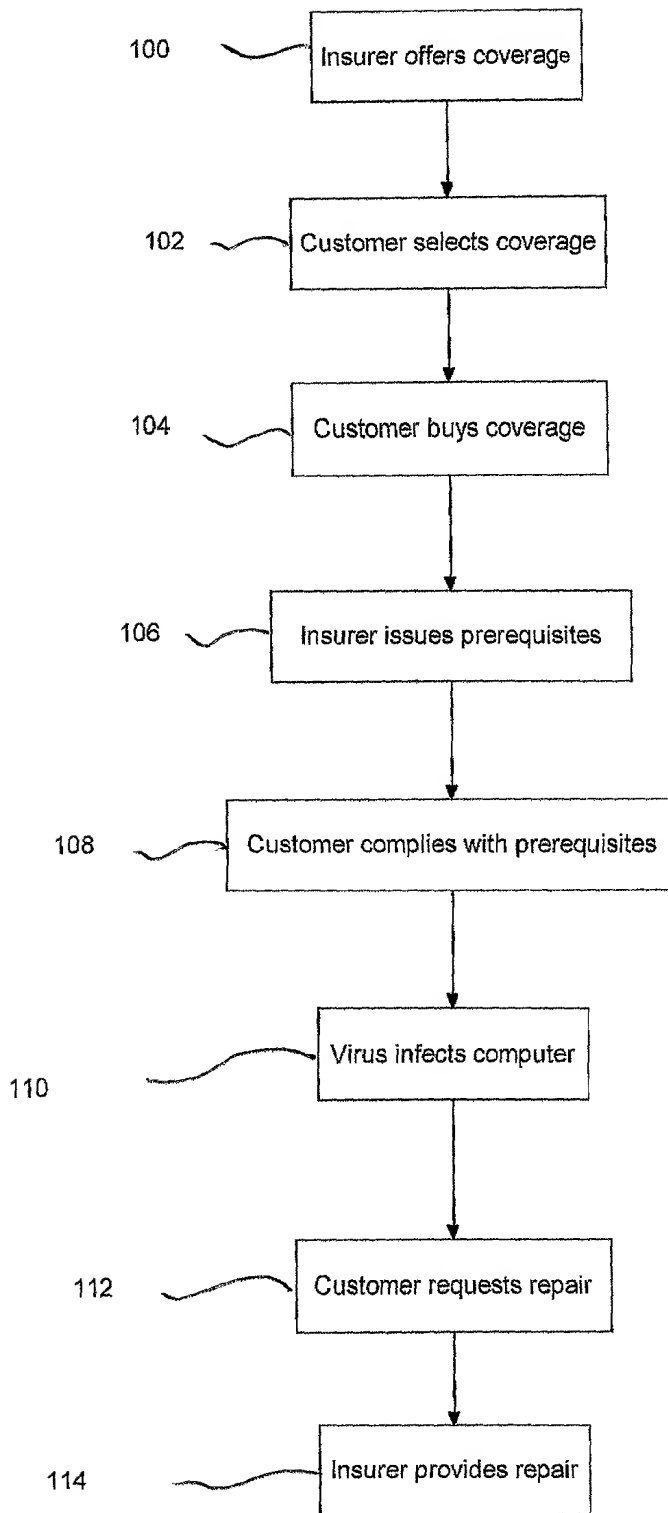 100 Insurer offers coverage
102 Customer selects coverage
104 Customer buys coverage
106 Insurer issues prerequisites
108 Customer complies with prerequisites
110 Virus infects computer
112 Customer requests repair
114 Insurer provides repair